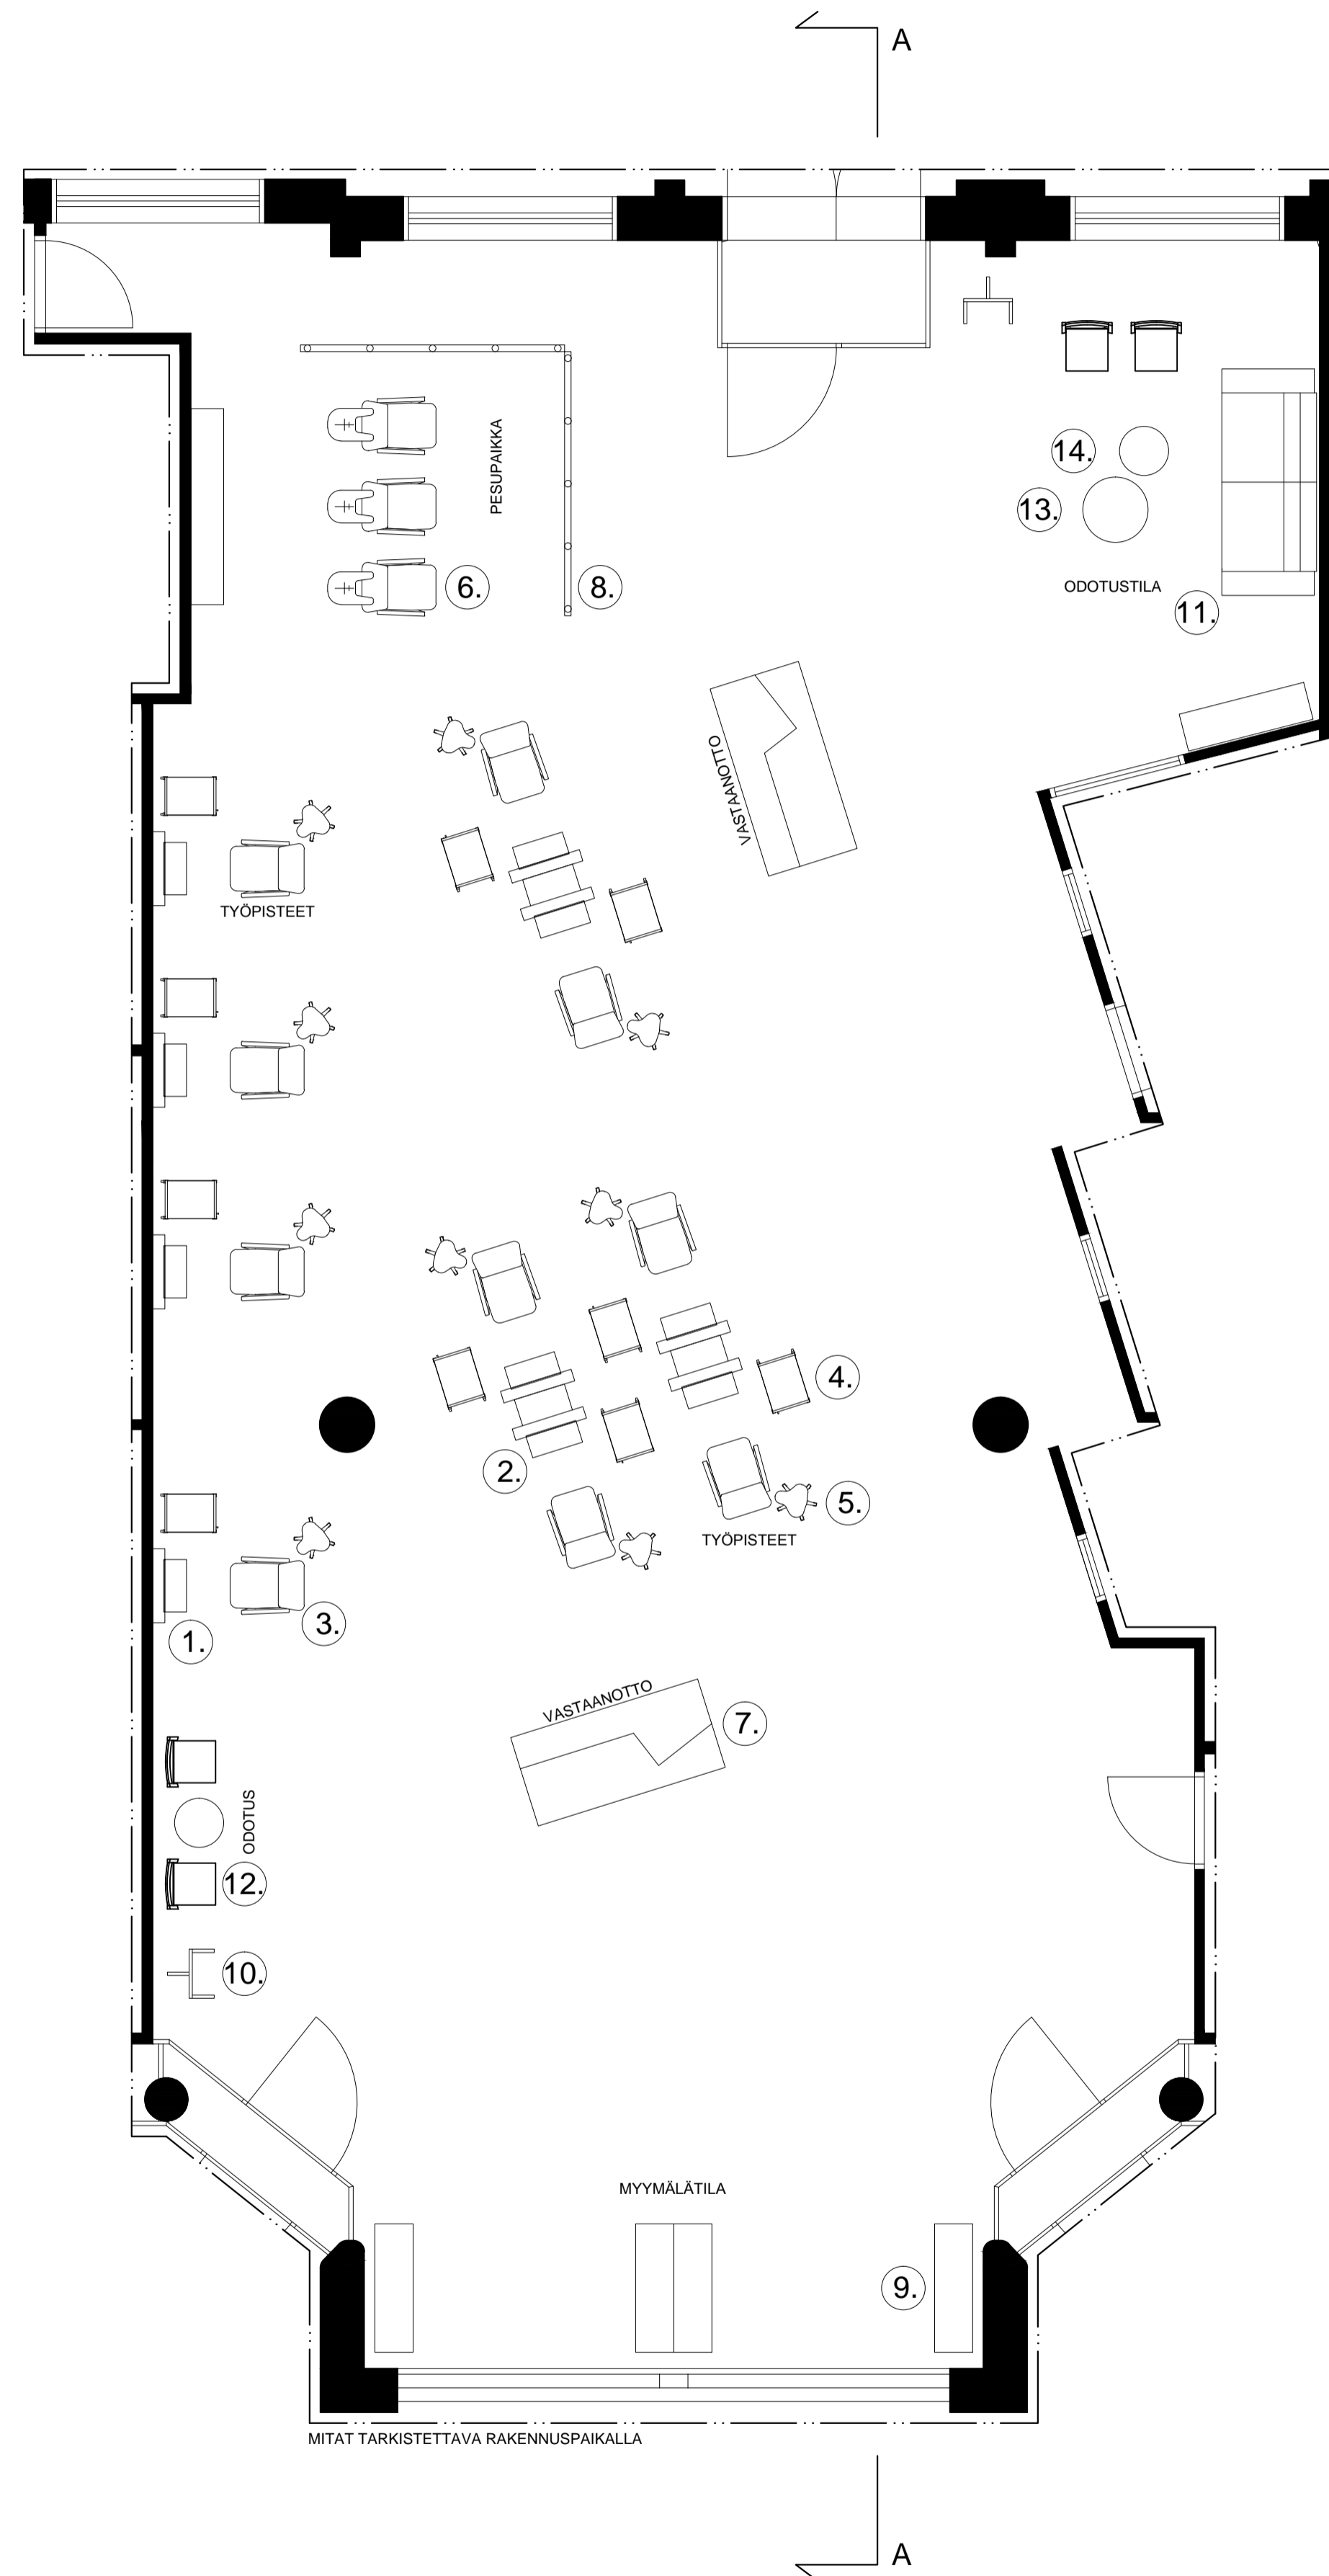 A
PESUPAIKKA
14.
13.
6.
8.
ODOTUSTILA
11.
VASTAANOTTO
TYÖPISTEET
4.
2.
5.
TYÖPISTEET
3.
1.
VASTAANOTTO
7.
ODOTUS
12.
10.
MYYMÄLÄTILA
9.
MITAT TARKISTETTAVA RAKENNUSPAIKALLA
A